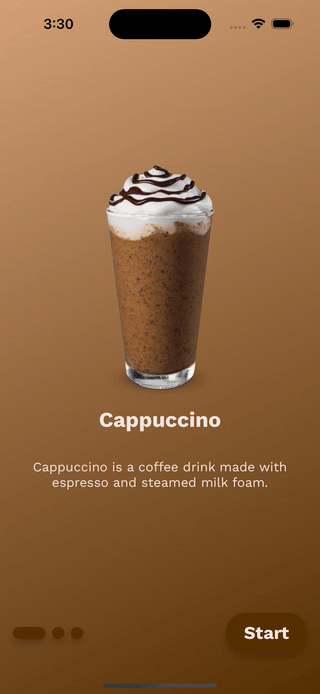 3:30
Cappuccino
Cappuccino is a coffee drink made with
espresso and steamed milk foam.
Start